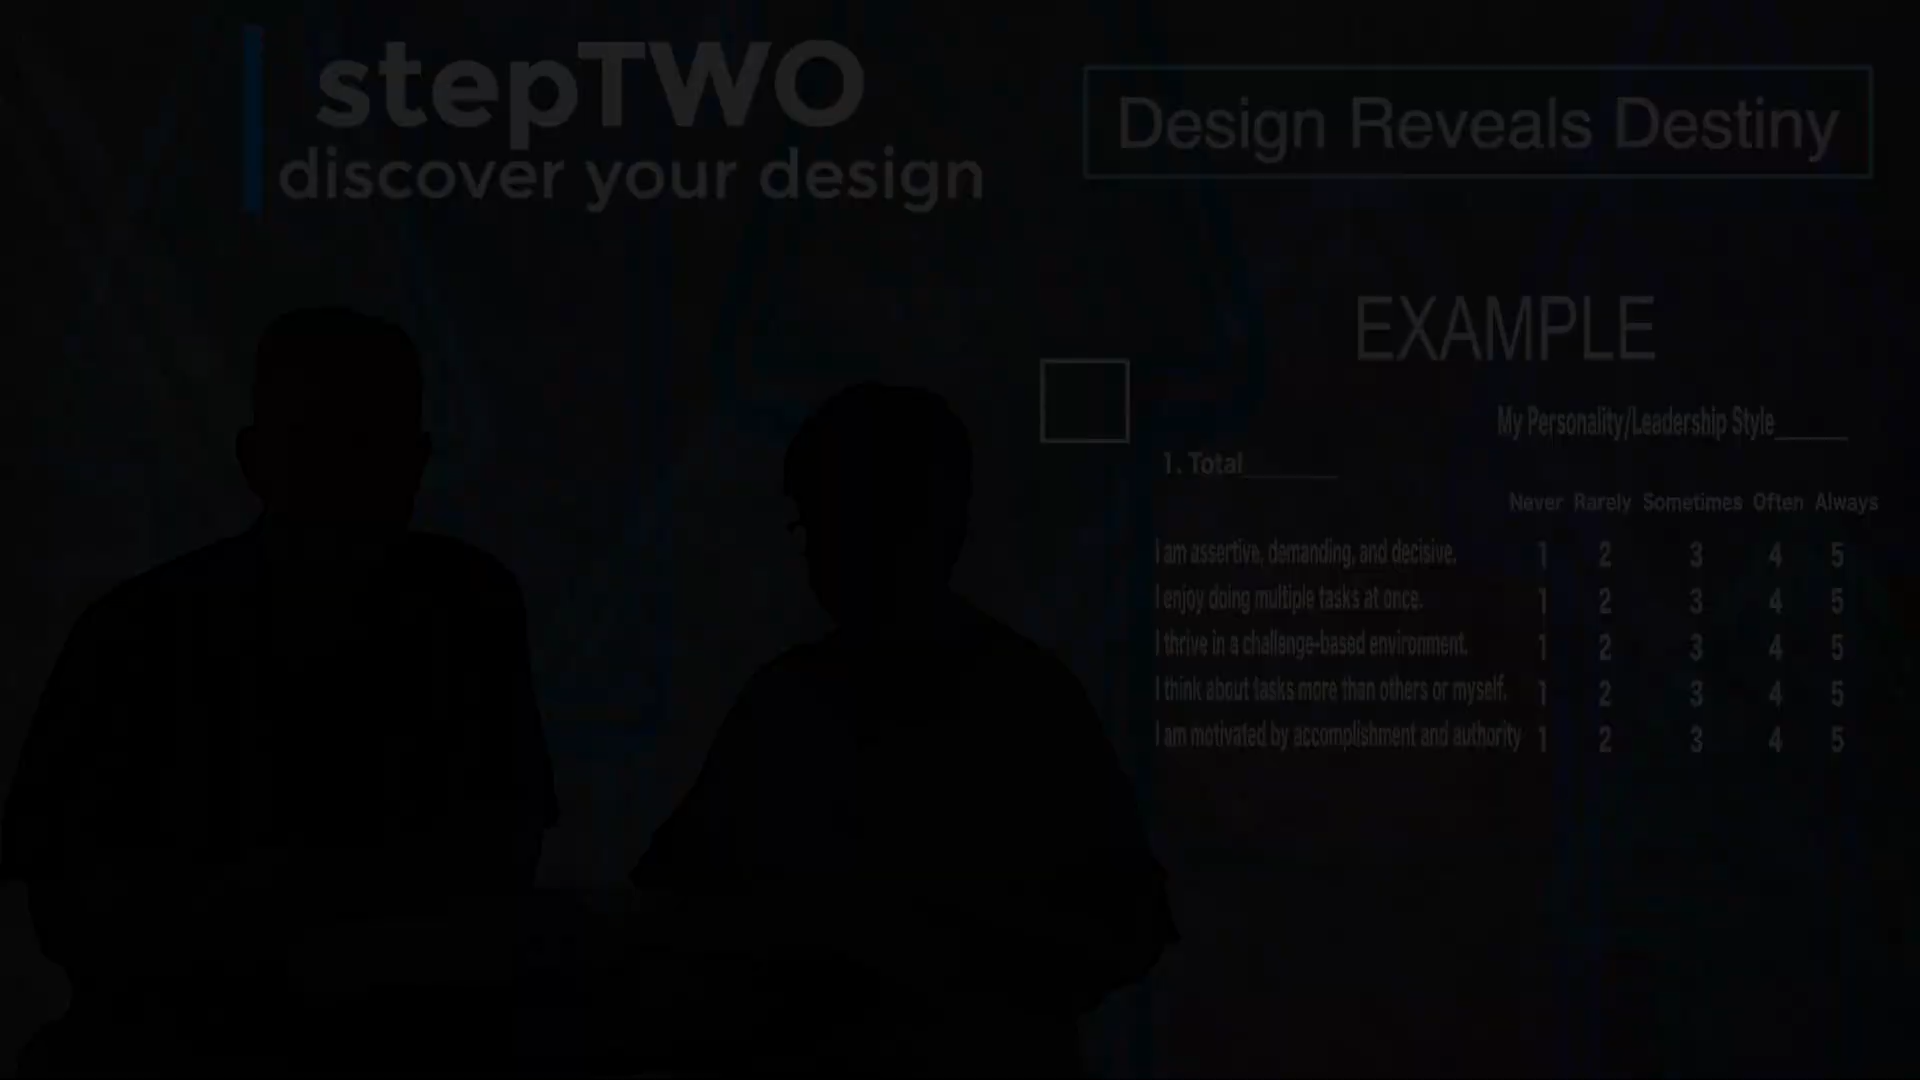 stepTWO
discover your design
Design Reveals Destiny
EXAMPLE
My Personality/Leadership Style______
1. Total________
Never Rarely Sometimes Often Always
I am assertive, demanding, and decisive. 1 2 3 4 5
I enjoy doing multiple tasks at once. 1 2 3 4 5
I thrive in a challenge-based environment. 1 2 3 4 5
I think about tasks more than others or myself. 1 2 3 4 5
I am motivated by accomplishment and authority 1 2 3 4 5